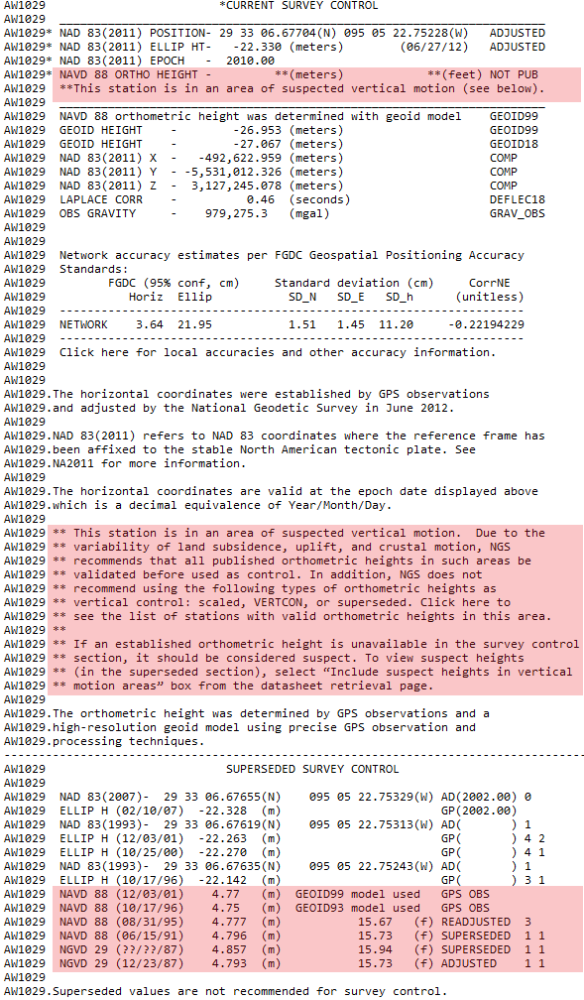 AW1029                          *CURRENT SURVEY CONTROL
AW1029  ______________________________________________________________________
AW1029* NAD 83(2011) POSITION- 29 33 06.67704(N) 095 05 22.75228(W)   ADJUSTED
AW1029* NAD 83(2011) ELLIP HT-   -22.330 (meters)        (06/27/12)   ADJUSTED
AW1029* NAD 83(2011) EPOCH   -  2010.00
AW1029* NAVD 88 ORTHO HEIGHT -         **(meters)            **(feet) NOT PUB
AW1029  **This station is in an area of suspected vertical motion (see below).
AW1029  ______________________________________________________________________
AW1029  NAVD 88 orthometric height was determined with geoid model    GEOID99
AW1029  GEOID HEIGHT    -        -26.953 (meters)                     GEOID99
AW1029  GEOID HEIGHT    -        -27.067 (meters)                     GEOID18
AW1029  NAD 83(2011) X  -   -492,622.959 (meters)                     COMP
AW1029  NAD 83(2011) Y  - -5,531,012.326 (meters)                     COMP
AW1029  NAD 83(2011) Z  -  3,127,245.078 (meters)                     COMP
AW1029  LAPLACE CORR    -          0.46  (seconds)                    DEFLEC18
AW1029  OBS GRAVITY     -    979,275.3   (mgal)                       GRAV_OBS
AW1029
AW1029
AW1029  Network accuracy estimates per FGDC Geospatial Positioning Accuracy
AW1029  Standards:
AW1029         FGDC (95% conf, cm)     Standard deviation (cm)     CorrNE
AW1029            Horiz  Ellip           SD_N   SD_E   SD_h      (unitless)
AW1029  -------------------------------------------------------------------
AW1029  NETWORK    3.64  21.95           1.51   1.45  11.20     -0.22194229
AW1029  -------------------------------------------------------------------
AW1029  Click here for local accuracies and other accuracy information.
AW1029
AW1029
AW1029.The horizontal coordinates were established by GPS observations
AW1029.and adjusted by the National Geodetic Survey in June 2012.
AW1029
AW1029.NAD 83(2011) refers to NAD 83 coordinates where the reference frame has
AW1029.been affixed to the stable North American tectonic plate. See
AW1029.NA2011 for more information.
AW1029
AW1029.The horizontal coordinates are valid at the epoch date displayed above
AW1029.which is a decimal equivalence of Year/Month/Day.
AW1029
AW1029 ** This station is in an area of suspected vertical motion.  Due to the
AW1029 ** variability of land subsidence, uplift, and crustal motion, NGS
AW1029 ** recommends that all published orthometric heights in such areas be
AW1029 ** validated before used as control. In addition, NGS does not
AW1029 ** recommend using the following types of orthometric heights as
AW1029 ** vertical control: scaled, VERTCON, or superseded. Click here to
AW1029 ** see the list of stations with valid orthometric heights in this area.
AW1029 **
AW1029 ** If an established orthometric height is unavailable in the survey control
AW1029 ** section, it should be considered suspect. To view suspect heights
AW1029 ** (in the superseded section), select “Include suspect heights in vertical
AW1029 ** motion areas” box from the datasheet retrieval page.
AW1029
AW1029.The orthometric height was determined by GPS observations and a
AW1029.high-resolution geoid model using precise GPS observation and
AW1029.processing techniques.
------------------------------------------------------------------------------------
AW1029                          SUPERSEDED SURVEY CONTROL
AW1029
AW1029  NAD 83(2007)-  29 33 06.67655(N)    095 05 22.75329(W) AD(2002.00) 0
AW1029  ELLIP H (02/10/07)  -22.328  (m)                       GP(2002.00)
AW1029  NAD 83(1993)-  29 33 06.67619(N)    095 05 22.75313(W) AD(       ) 1
AW1029  ELLIP H (12/03/01)  -22.263  (m)                       GP(       ) 4 2
AW1029  ELLIP H (10/25/00)  -22.270  (m)                       GP(       ) 4 1
AW1029  NAD 83(1993)-  29 33 06.67635(N)    095 05 22.75243(W) AD(       ) 1
AW1029  ELLIP H (10/17/96)  -22.142  (m)                       GP(       ) 3 1
AW1029  NAVD 88 (12/03/01)    4.77   (m)  GEOID99 model used   GPS OBS
AW1029  NAVD 88 (10/17/96)    4.75   (m)  GEOID93 model used   GPS OBS
AW1029  NAVD 88 (08/31/95)    4.777  (m)           15.67   (f) READJUSTED  3
AW1029  NAVD 88 (06/15/91)    4.796  (m)           15.73   (f) SUPERSEDED  1 1
AW1029  NGVD 29 (??/??/87)    4.857  (m)           15.94   (f) SUPERSEDED  1 1
AW1029  NGVD 29 (12/23/87)    4.793  (m)           15.73   (f) ADJUSTED    1 1
AW1029
AW1029.Superseded values are not recommended for survey control.